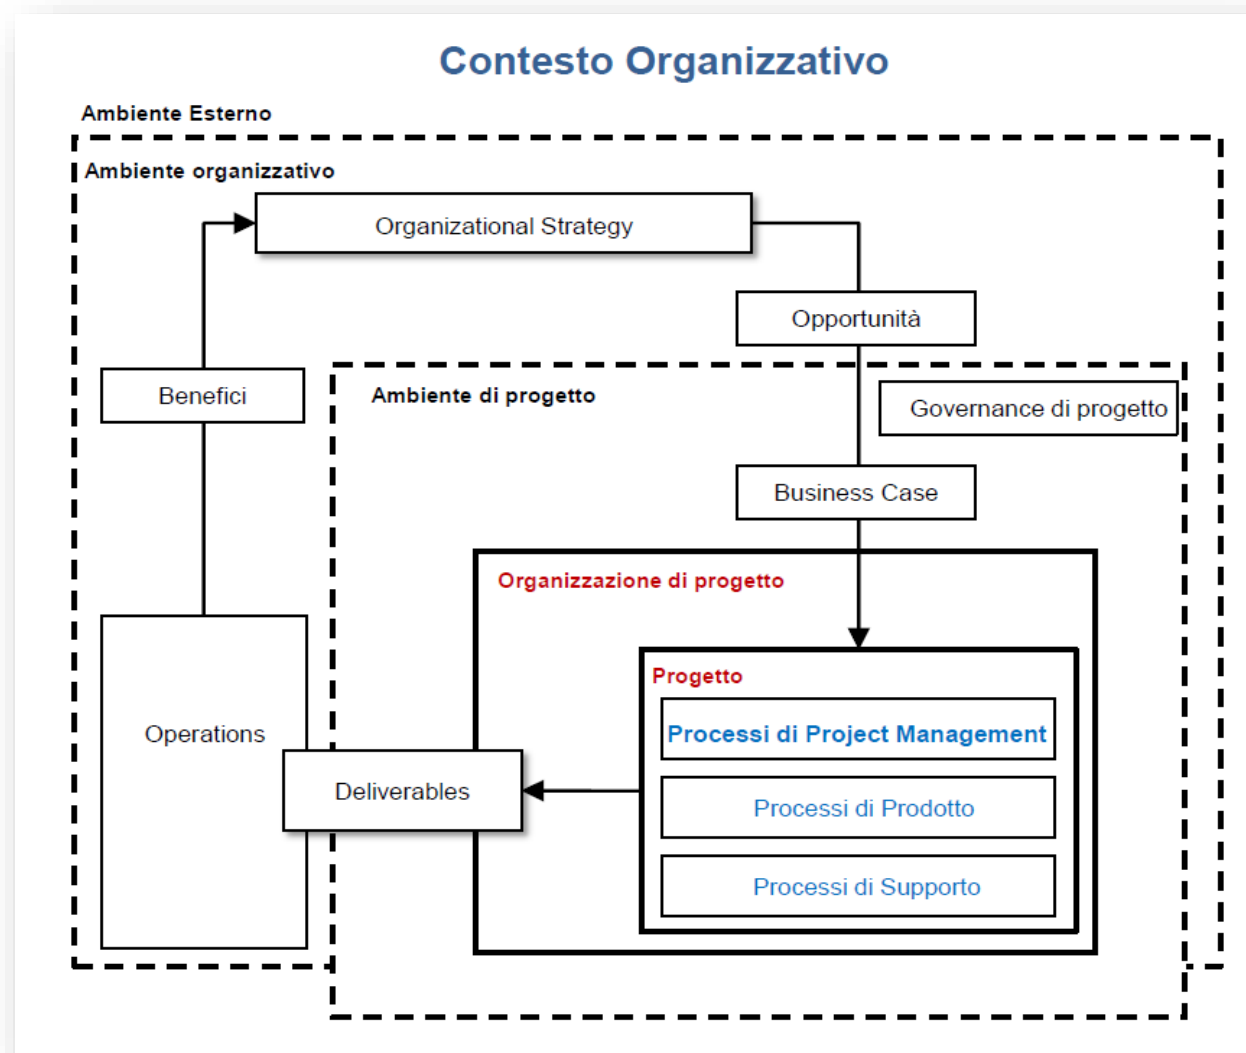 Contesto Organizzativo
Ambiente Esterno
Ambiente organizzativo
Organizational Strategy
Opportunità
Benefici
Ambiente di progetto
Governance di progetto
Business Case
Organizzazione di progetto
Progetto
Processi di Project Management
Operations
Deliverables
Processi di Prodotto
Processi di Supporto